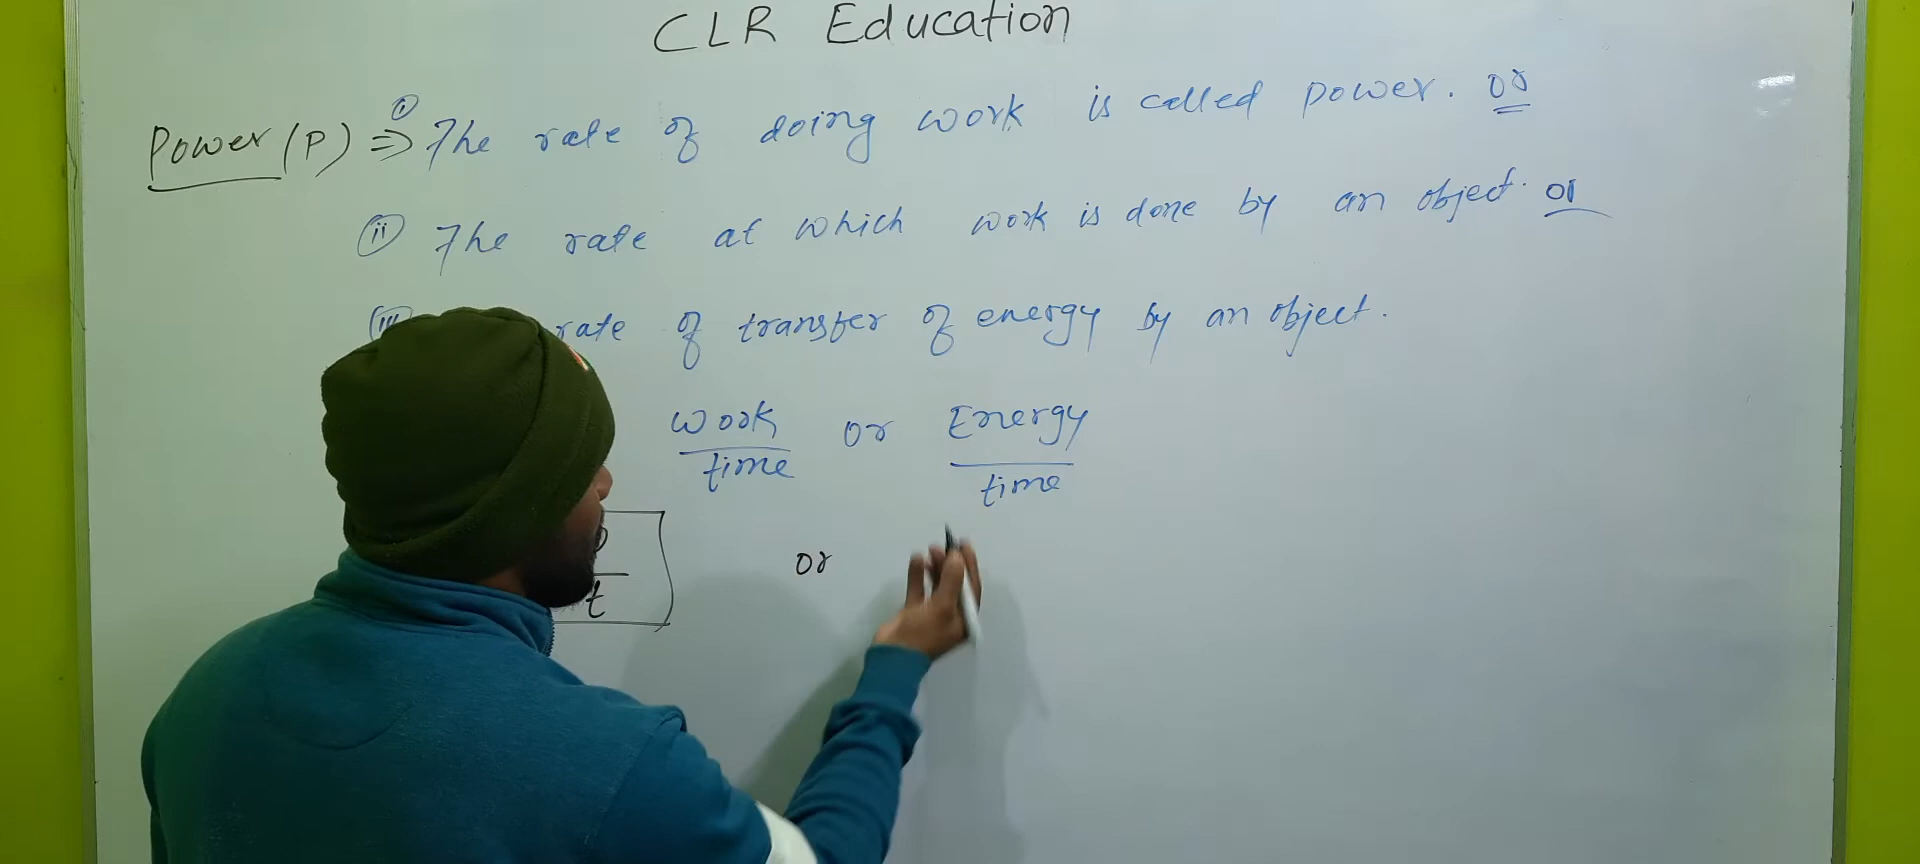 CLR Education
Power (P) ⇒ (i) The rate of doing work is called power. or
(ii) The rate at which work is done by an object. or
(iii) rate of transfer of energy by an object.
Work/time or Energy/time
t or